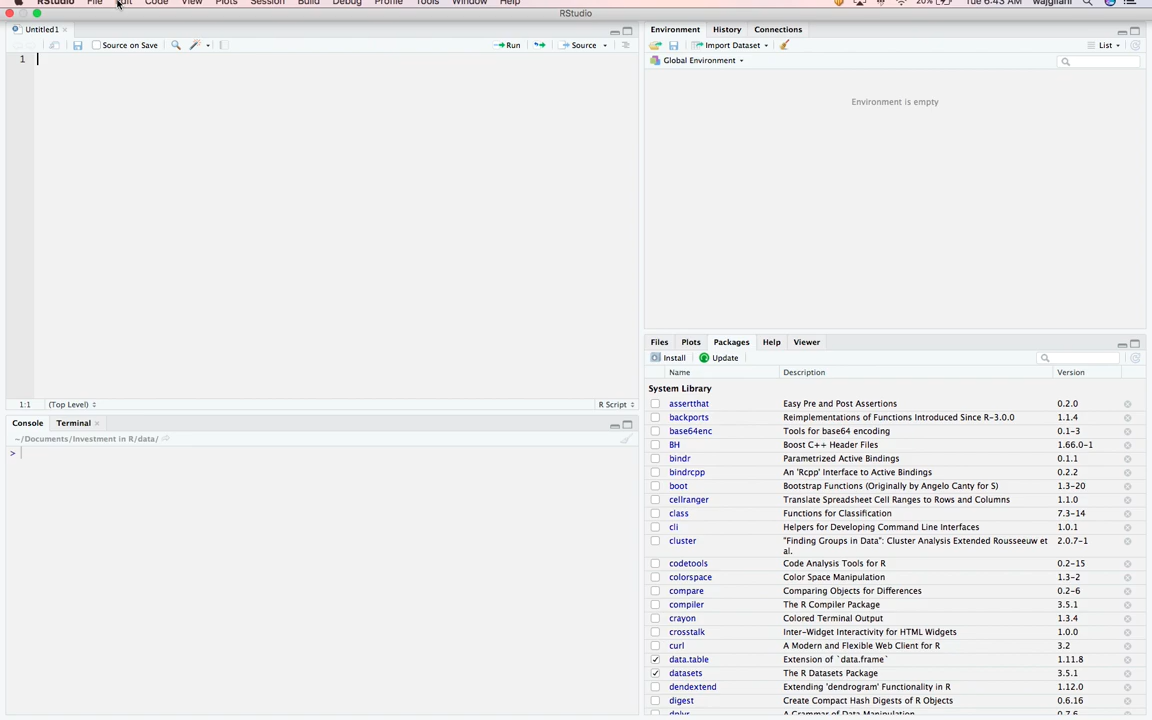 RStudio File Edit Code View Plots Session Build Debug Profile Tools Window Help 20% Tue 6:43 AM wajgilani
RStudio
Untitled1
Source on Save Run Source
1
1:1 (Top Level) R Script
Console Terminal
~/Documents/Investment in R/data/
>
Environment History Connections
Import Dataset List
Global Environment
Environment is empty
Files Plots Packages Help Viewer
Install Update
Name Description Version
System Library
assertthat Easy Pre and Post Assertions 0.2.0
backports Reimplementations of Functions Introduced Since R-3.0.0 1.1.4
base64enc Tools for base64 encoding 0.1-3
BH Boost C++ Header Files 1.66.0-1
bindr Parametrized Active Bindings 0.1.1
bindrcpp An 'Rcpp' Interface to Active Bindings 0.2.2
boot Bootstrap Functions (Originally by Angelo Canty for S) 1.3-20
cellranger Translate Spreadsheet Cell Ranges to Rows and Columns 1.1.0
class Functions for Classification 7.3-14
cli Helpers for Developing Command Line Interfaces 1.0.1
cluster "Finding Groups in Data": Cluster Analysis Extended Rousseeuw et 2.0.7-1
al.
codetools Code Analysis Tools for R 0.2-15
colorspace Color Space Manipulation 1.3-2
compare Comparing Objects for Differences 0.2-6
compiler The R Compiler Package 3.5.1
crayon Colored Terminal Output 1.3.4
crosstalk Inter-Widget Interactivity for HTML Widgets 1.0.0
curl A Modern and Flexible Web Client for R 3.2
data.table Extension of `data.frame` 1.11.8
datasets The R Datasets Package 3.5.1
dendextend Extending 'dendrogram' Functionality in R 1.12.0
digest Create Compact Hash Digests of R Objects 0.6.16
dplyr A Grammar of Data Manipulation 0.7.6